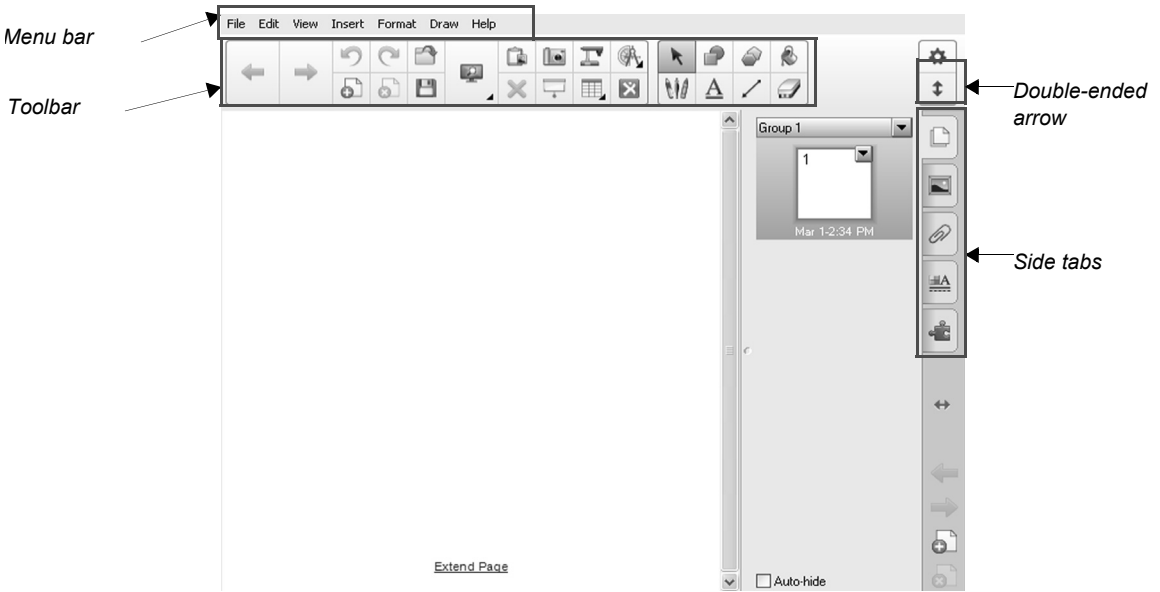 File Edit View Insert Format Draw Help
Menu bar
Toolbar
A
Double-ended
arrow
Group 1
1
Mar 1-2:34 PM
A
Side tabs
Extend Page
Auto-hide